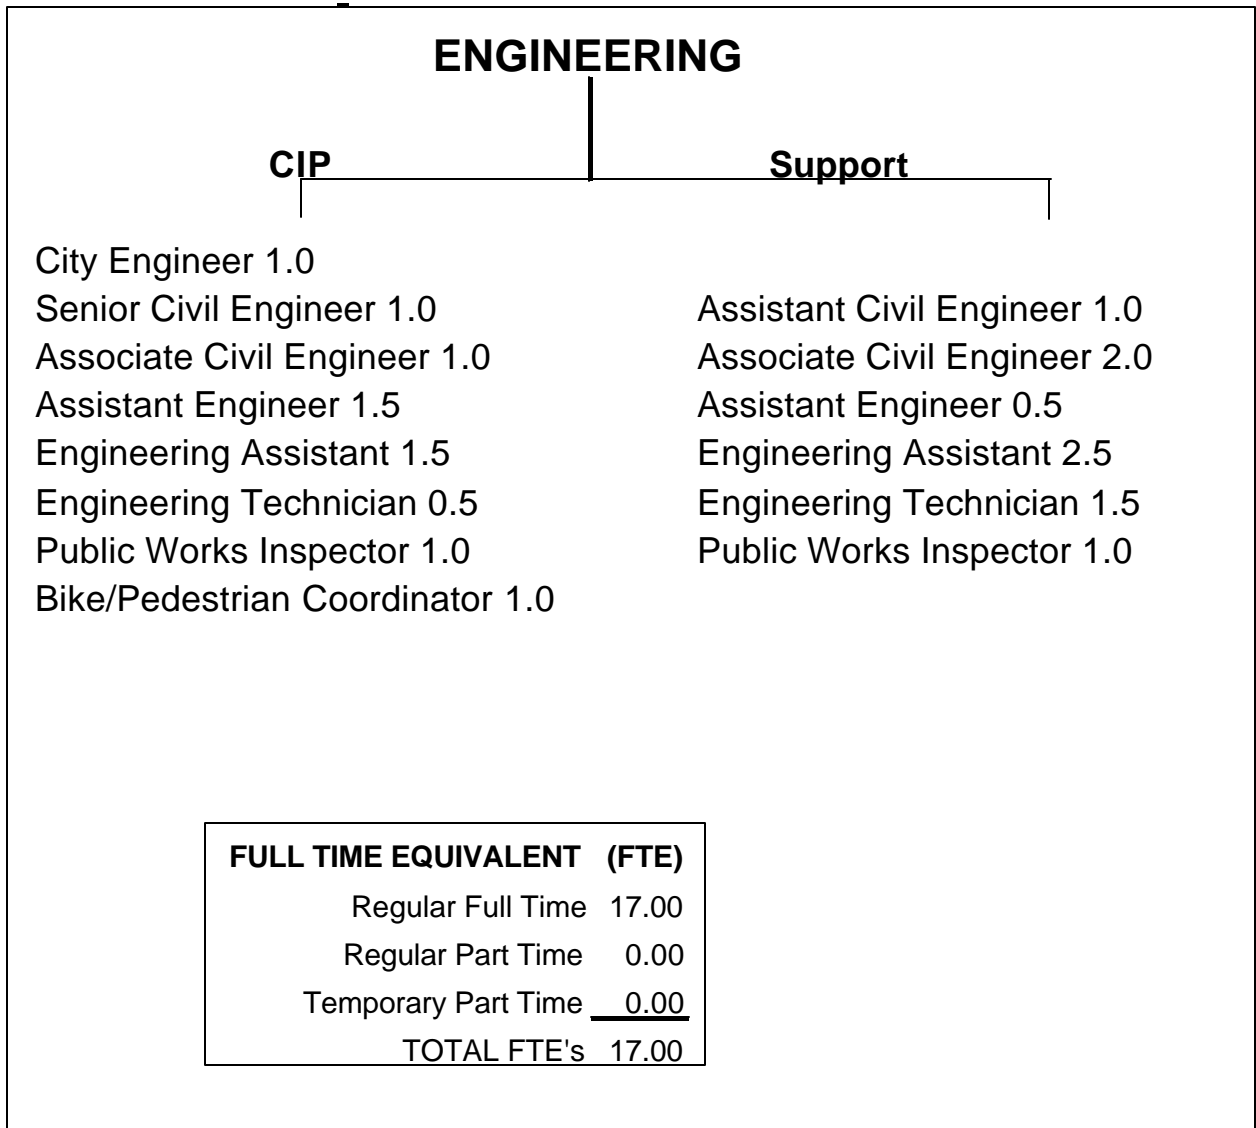 ENGINEERING
CIP
Support
City Engineer 1.0
Senior Civil Engineer 1.0
Associate Civil Engineer 1.0
Assistant Engineer 1.5
Engineering Assistant 1.5
Engineering Technician 0.5
Public Works Inspector 1.0
Bike/Pedestrian Coordinator 1.0
Assistant Civil Engineer 1.0
Associate Civil Engineer 2.0
Assistant Engineer 0.5
Engineering Assistant 2.5
Engineering Technician 1.5
Public Works Inspector 1.0
FULL TIME EQUIVALENT (FTE)
Regular Full Time 17.00
Regular Part Time 0.00
Temporary Part Time 0.00
TOTAL FTE's 17.00